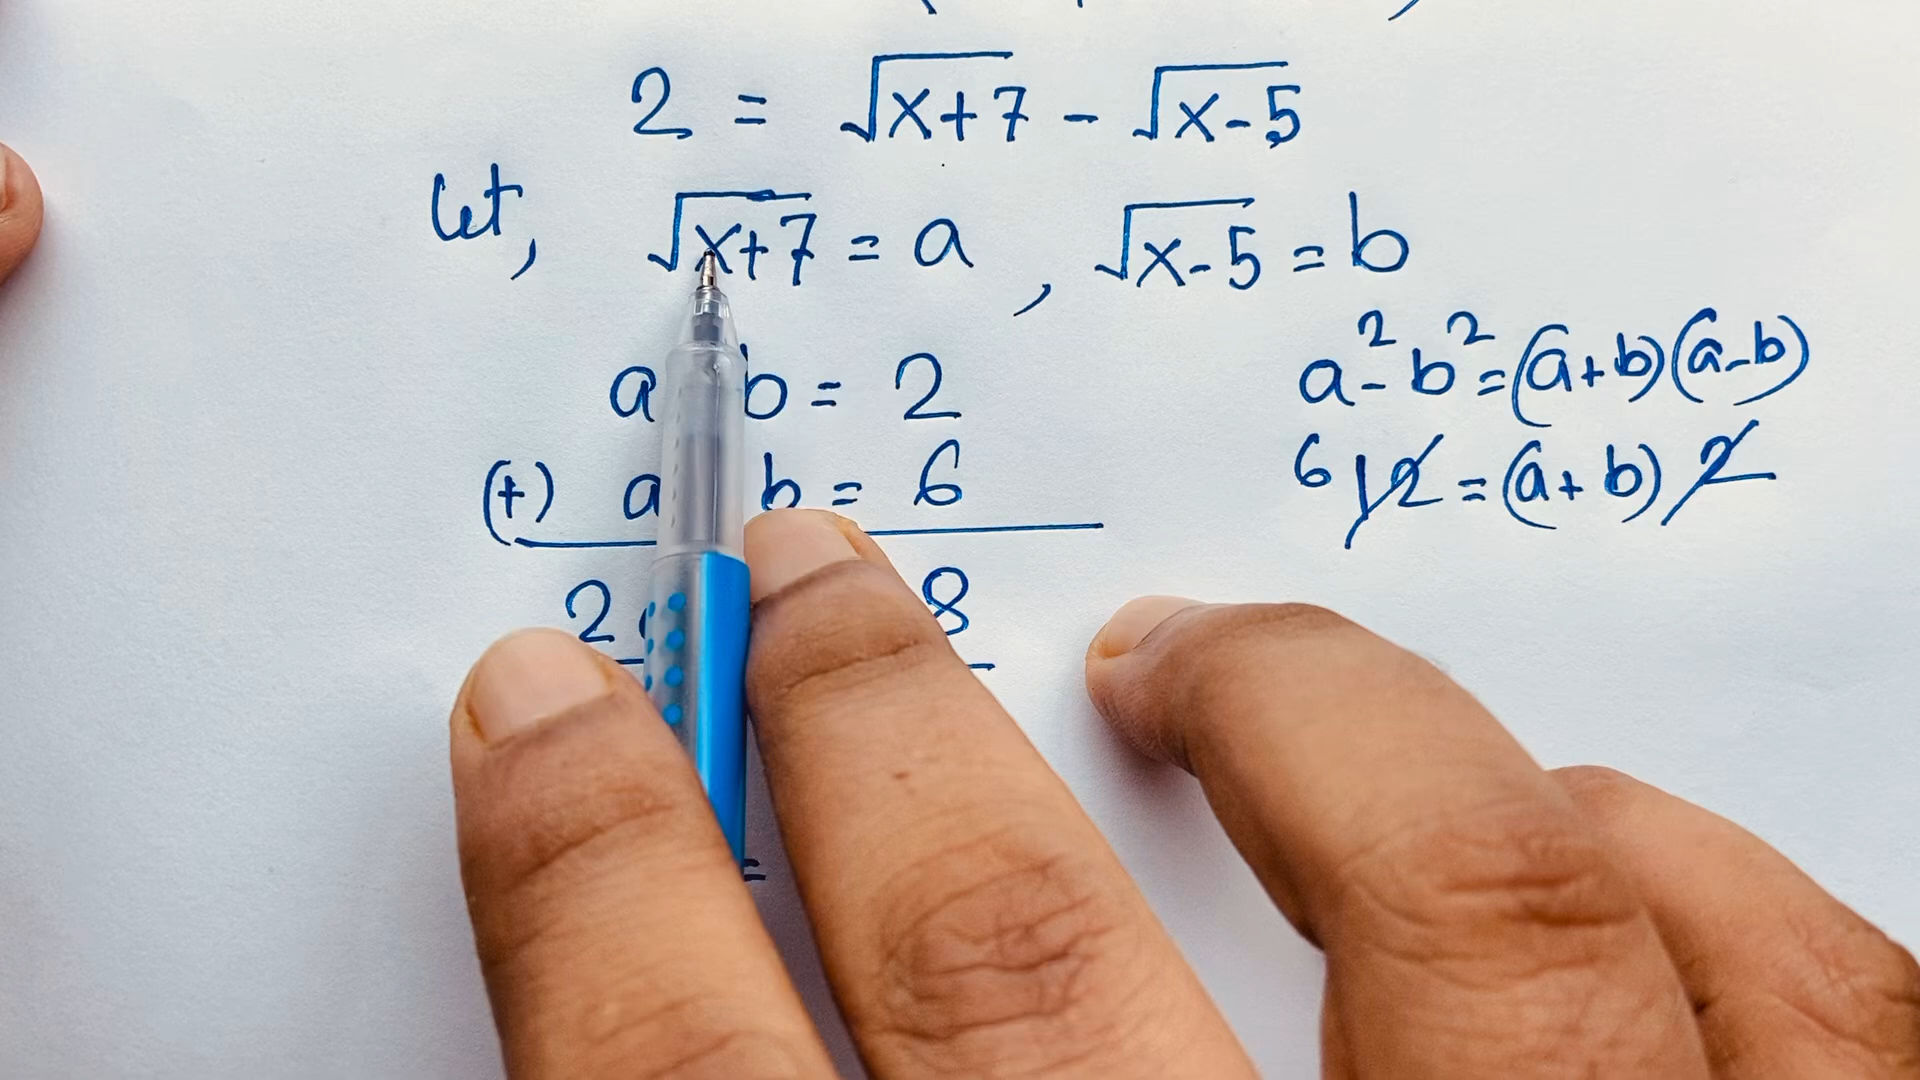 2 = √x+7 - √x-5
Let, √x+7 = a , √x-5 = b
a b = 2
(+) a b = 6
2 8
=
a² - b² = (a+b)(a-b)
6 12 = (a+b) 2